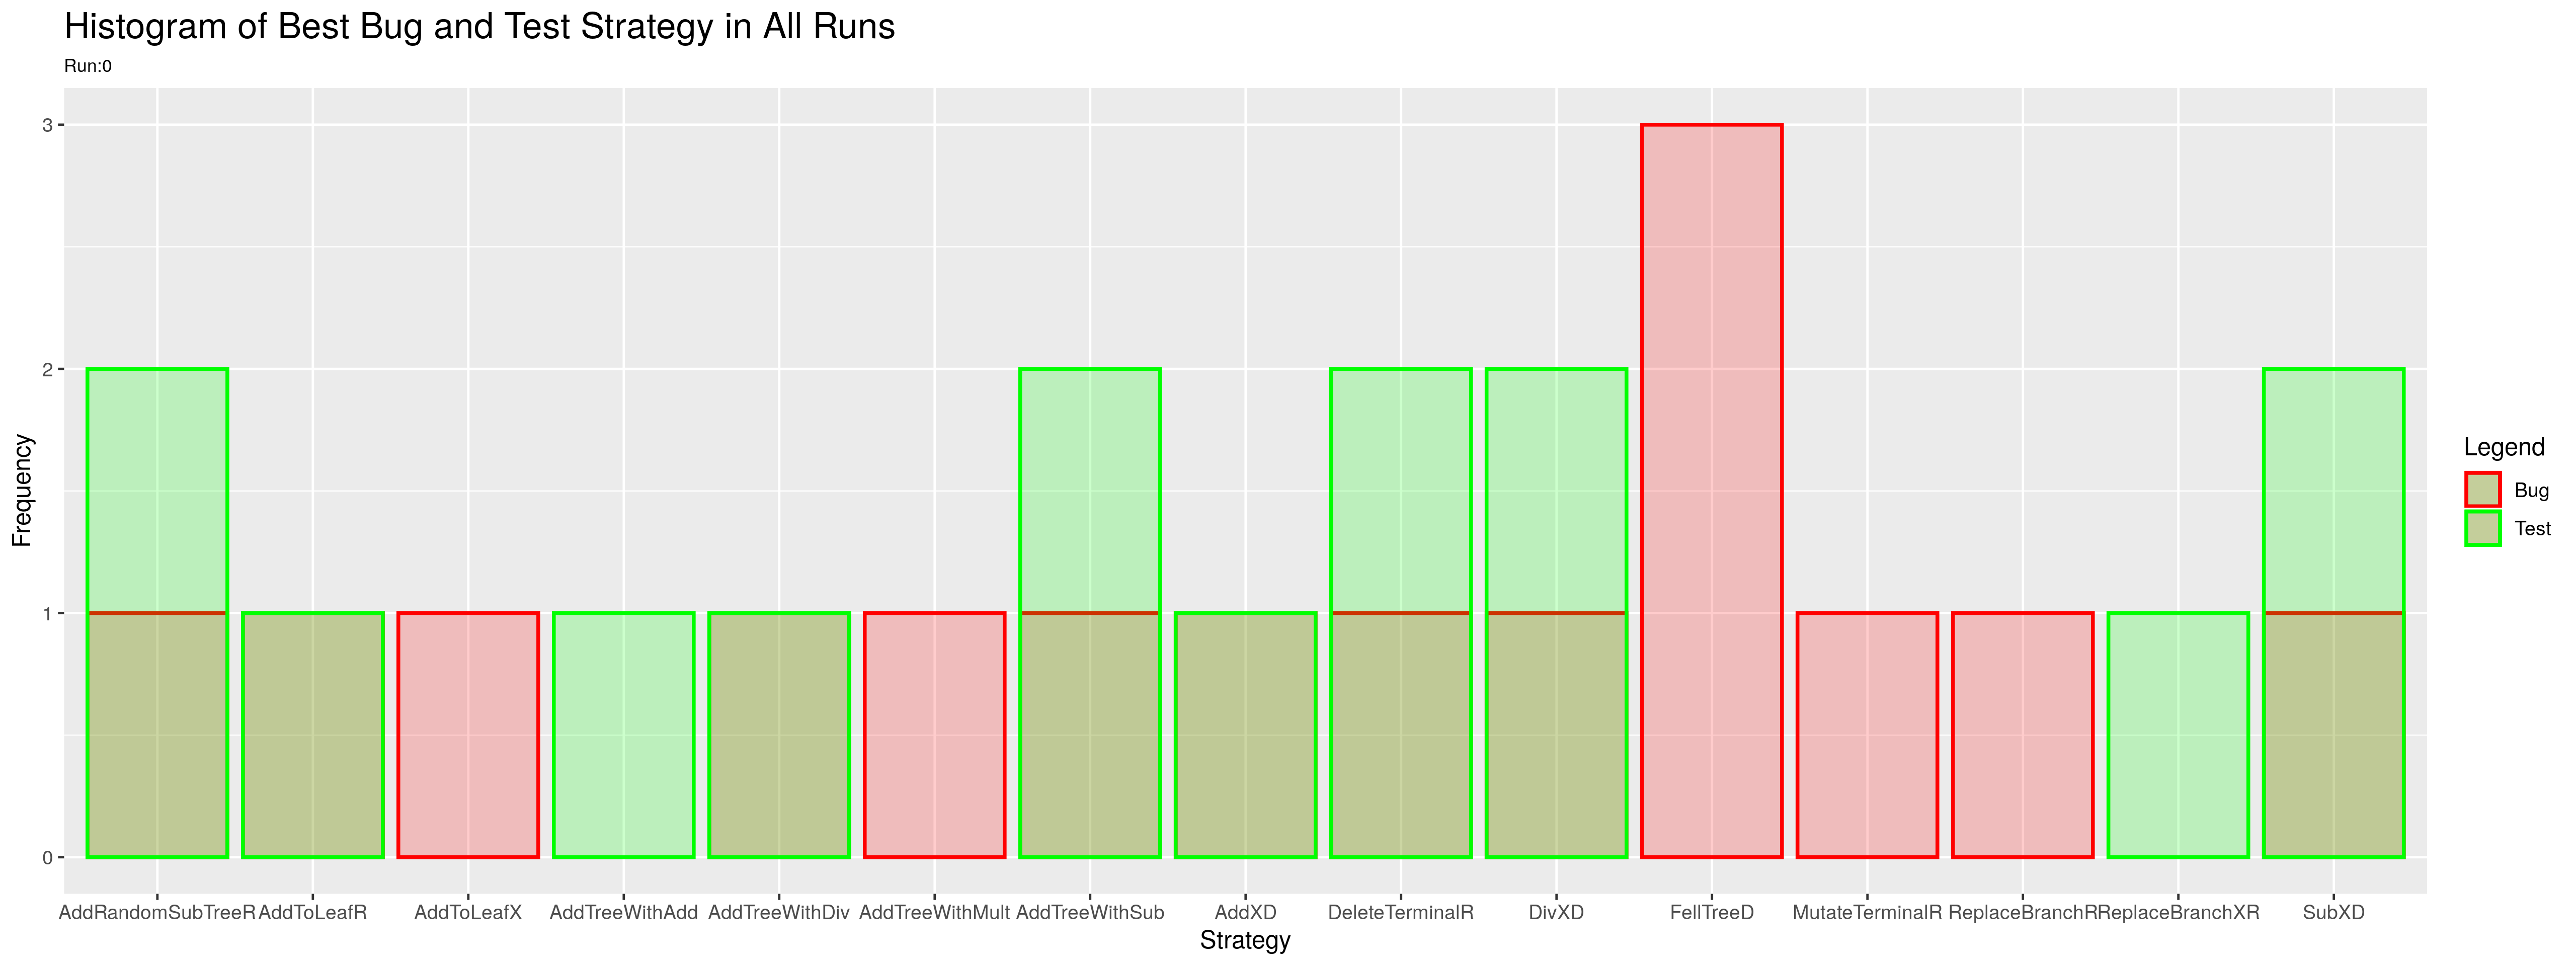 Histogram of Best Bug and Test Strategy in All Runs
Run:0
Frequency
3
2
1
0
AddRandomSubTreeR AddToLeafR AddToLeafX AddTreeWithAdd AddTreeWithDiv AddTreeWithMult AddTreeWithSub AddXD DeleteTerminalR DivXD FellTreeD MutateTerminalR ReplaceBranchR ReplaceBranchXR SubXD
Strategy
Legend
Bug
Test